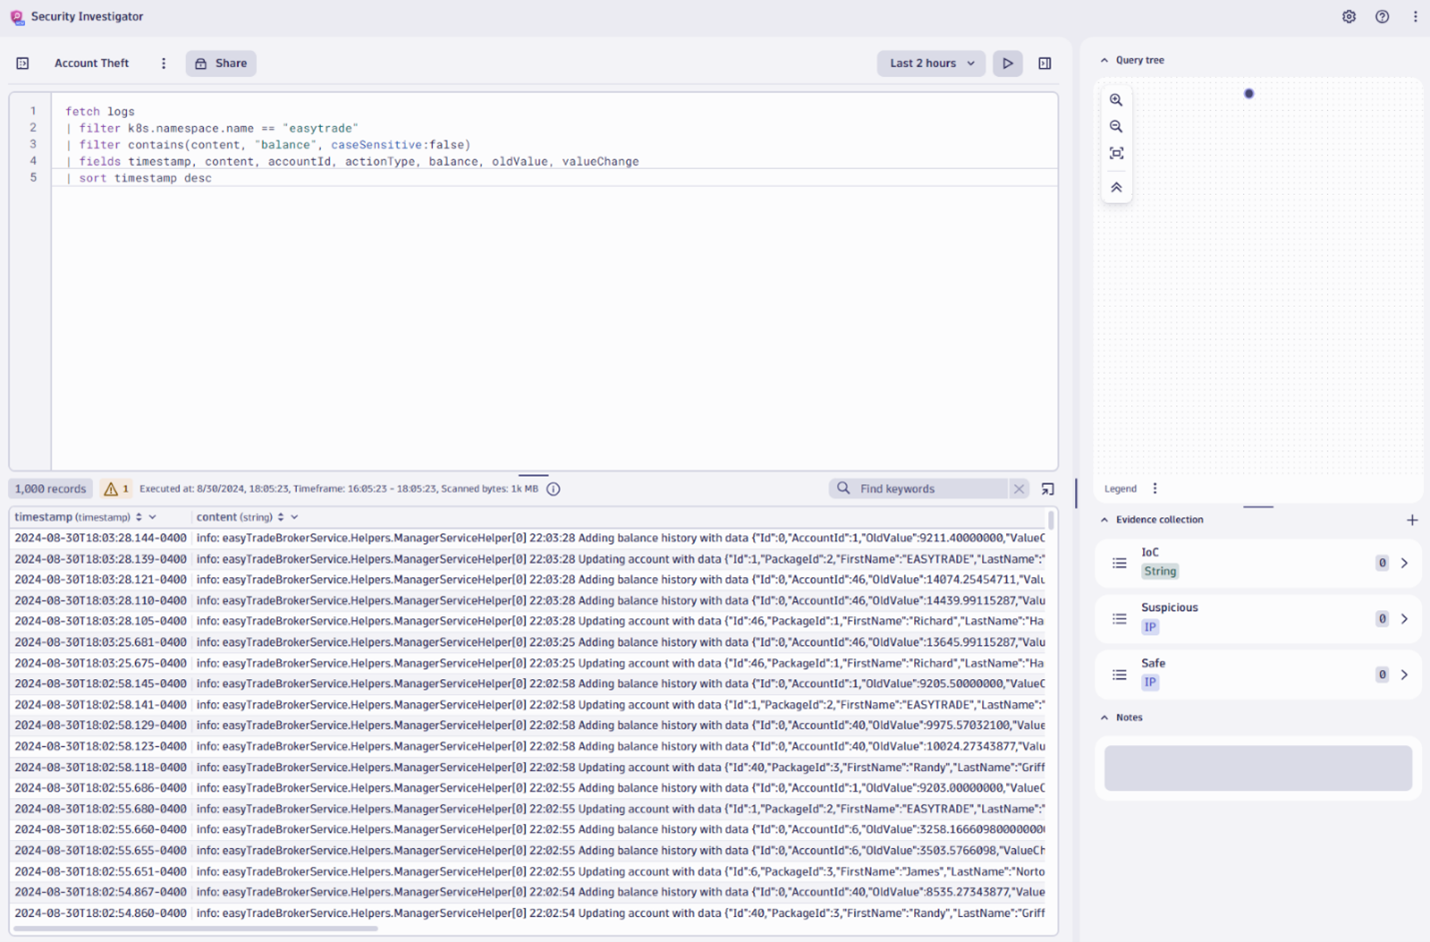 Security Investigator
Account Theft
Share
Last 2 hours
1 fetch logs
2 | filter k8s.namespace.name == "easytrade"
3 | filter contains(content, "balance", caseSensitive:false)
4 | fields timestamp, content, accountId, actionType, balance, oldValue, valueChange
5 | sort timestamp desc
1,000 records
1
Executed at: 8/30/2024, 18:05:23, Timeframe: 16:05:23 - 18:05:23, Scanned bytes: 1k MB
Find keywords
timestamp (timestamp) content (string)
2024-08-30T18:03:28.144-0400 info: easyTradeBrokerService.Helpers.ManagerServiceHelper[0] 22:03:28 Adding balance history with data {"Id":0,"AccountId":1,"OldValue":9211.40000000,"ValueC
2024-08-30T18:03:28.139-0400 info: easyTradeBrokerService.Helpers.ManagerServiceHelper[0] 22:03:28 Updating account with data {"Id":1,"PackageId":2,"FirstName":"EASYTRADE","LastName":"
2024-08-30T18:03:28.121-0400 info: easyTradeBrokerService.Helpers.ManagerServiceHelper[0] 22:03:28 Adding balance history with data {"Id":0,"AccountId":46,"OldValue":14074.25454711,"Valu
2024-08-30T18:03:28.110-0400 info: easyTradeBrokerService.Helpers.ManagerServiceHelper[0] 22:03:28 Adding balance history with data {"Id":0,"AccountId":46,"OldValue":14439.99115287,"Valu
2024-08-30T18:03:28.105-0400 info: easyTradeBrokerService.Helpers.ManagerServiceHelper[0] 22:03:28 Updating account with data {"Id":46,"PackageId":1,"FirstName":"Richard","LastName":"Ha
2024-08-30T18:03:25.681-0400 info: easyTradeBrokerService.Helpers.ManagerServiceHelper[0] 22:03:25 Adding balance history with data {"Id":0,"AccountId":46,"OldValue":13645.99115287,"Valu
2024-08-30T18:03:25.675-0400 info: easyTradeBrokerService.Helpers.ManagerServiceHelper[0] 22:03:25 Updating account with data {"Id":46,"PackageId":1,"FirstName":"Richard","LastName":"Ha
2024-08-30T18:02:58.145-0400 info: easyTradeBrokerService.Helpers.ManagerServiceHelper[0] 22:02:58 Adding balance history with data {"Id":0,"AccountId":1,"OldValue":9205.50000000,"ValueC
2024-08-30T18:02:58.141-0400 info: easyTradeBrokerService.Helpers.ManagerServiceHelper[0] 22:02:58 Updating account with data {"Id":1,"PackageId":2,"FirstName":"EASYTRADE","LastName":"
2024-08-30T18:02:58.129-0400 info: easyTradeBrokerService.Helpers.ManagerServiceHelper[0] 22:02:58 Adding balance history with data {"Id":0,"AccountId":40,"OldValue":9975.57032100,"Value
2024-08-30T18:02:58.123-0400 info: easyTradeBrokerService.Helpers.ManagerServiceHelper[0] 22:02:58 Adding balance history with data {"Id":0,"AccountId":40,"OldValue":10024.27343877,"Valu
2024-08-30T18:02:58.118-0400 info: easyTradeBrokerService.Helpers.ManagerServiceHelper[0] 22:02:58 Updating account with data {"Id":40,"PackageId":3,"FirstName":"Randy","LastName":"Griff
2024-08-30T18:02:55.686-0400 info: easyTradeBrokerService.Helpers.ManagerServiceHelper[0] 22:02:55 Adding balance history with data {"Id":0,"AccountId":1,"OldValue":9203.00000000,"ValueC
2024-08-30T18:02:55.680-0400 info: easyTradeBrokerService.Helpers.ManagerServiceHelper[0] 22:02:55 Updating account with data {"Id":1,"PackageId":2,"FirstName":"EASYTRADE","LastName":"
2024-08-30T18:02:55.660-0400 info: easyTradeBrokerService.Helpers.ManagerServiceHelper[0] 22:02:55 Adding balance history with data {"Id":0,"AccountId":6,"OldValue":3258.16660980000000
2024-08-30T18:02:55.655-0400 info: easyTradeBrokerService.Helpers.ManagerServiceHelper[0] 22:02:55 Adding balance history with data {"Id":0,"AccountId":6,"OldValue":3503.5766098,"ValueCh
2024-08-30T18:02:55.651-0400 info: easyTradeBrokerService.Helpers.ManagerServiceHelper[0] 22:02:55 Updating account with data {"Id":6,"PackageId":3,"FirstName":"James","LastName":"Norto
2024-08-30T18:02:54.867-0400 info: easyTradeBrokerService.Helpers.ManagerServiceHelper[0] 22:02:54 Adding balance history with data {"Id":0,"AccountId":40,"OldValue":8535.27343877,"Value
2024-08-30T18:02:54.860-0400 info: easyTradeBrokerService.Helpers.ManagerServiceHelper[0] 22:02:54 Updating account with data {"Id":40,"PackageId":3,"FirstName":"Randy","LastName":"Griff
Query tree
Legend
Evidence collection
IoC
String
0
Suspicious
IP
0
Safe
IP
0
Notes